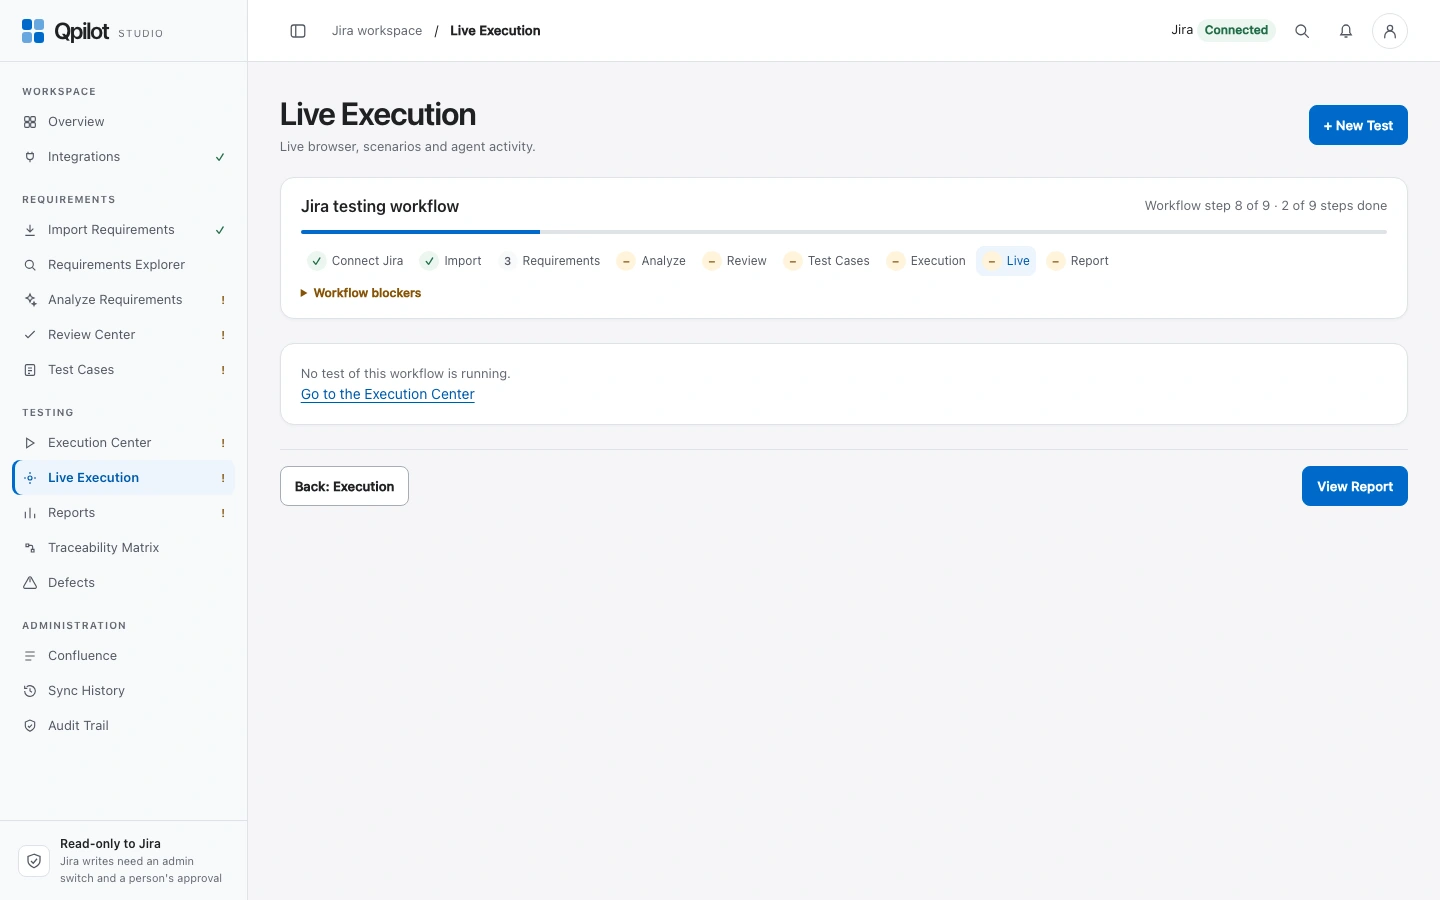 Qpilot STUDIO
Jira workspace / Live Execution
Jira Connected
WORKSPACE
Overview
Integrations
REQUIREMENTS
Import Requirements
Requirements Explorer
Analyze Requirements !
Review Center !
Test Cases !
TESTING
Execution Center !
Live Execution !
Reports !
Traceability Matrix
Defects
ADMINISTRATION
Confluence
Sync History
Audit Trail
Read-only to Jira
Jira writes need an admin
switch and a person's approval
Live Execution
Live browser, scenarios and agent activity.
+ New Test
Jira testing workflow
Workflow step 8 of 9 · 2 of 9 steps done
Connect Jira Import 3 Requirements – Analyze – Review – Test Cases – Execution – Live – Report
Workflow blockers
No test of this workflow is running.
Go to the Execution Center
Back: Execution
View Report